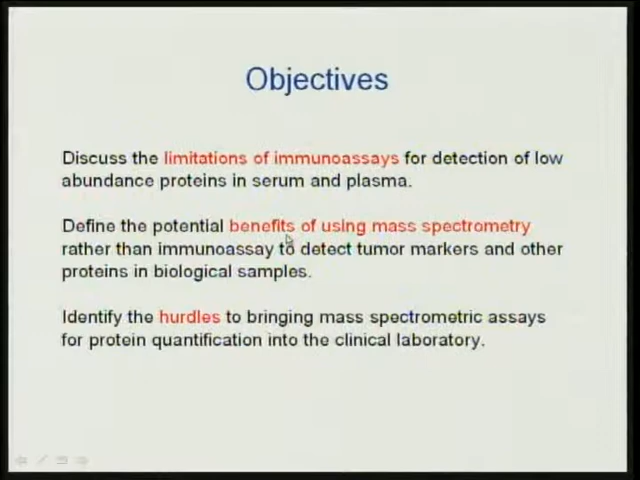 Objectives
Discuss the limitations of immunoassays for detection of low
abundance proteins in serum and plasma.
Define the potential benefits of using mass spectrometry
rather than immunoassay to detect tumor markers and other
proteins in biological samples.
Identify the hurdles to bringing mass spectrometric assays
for protein quantification into the clinical laboratory.